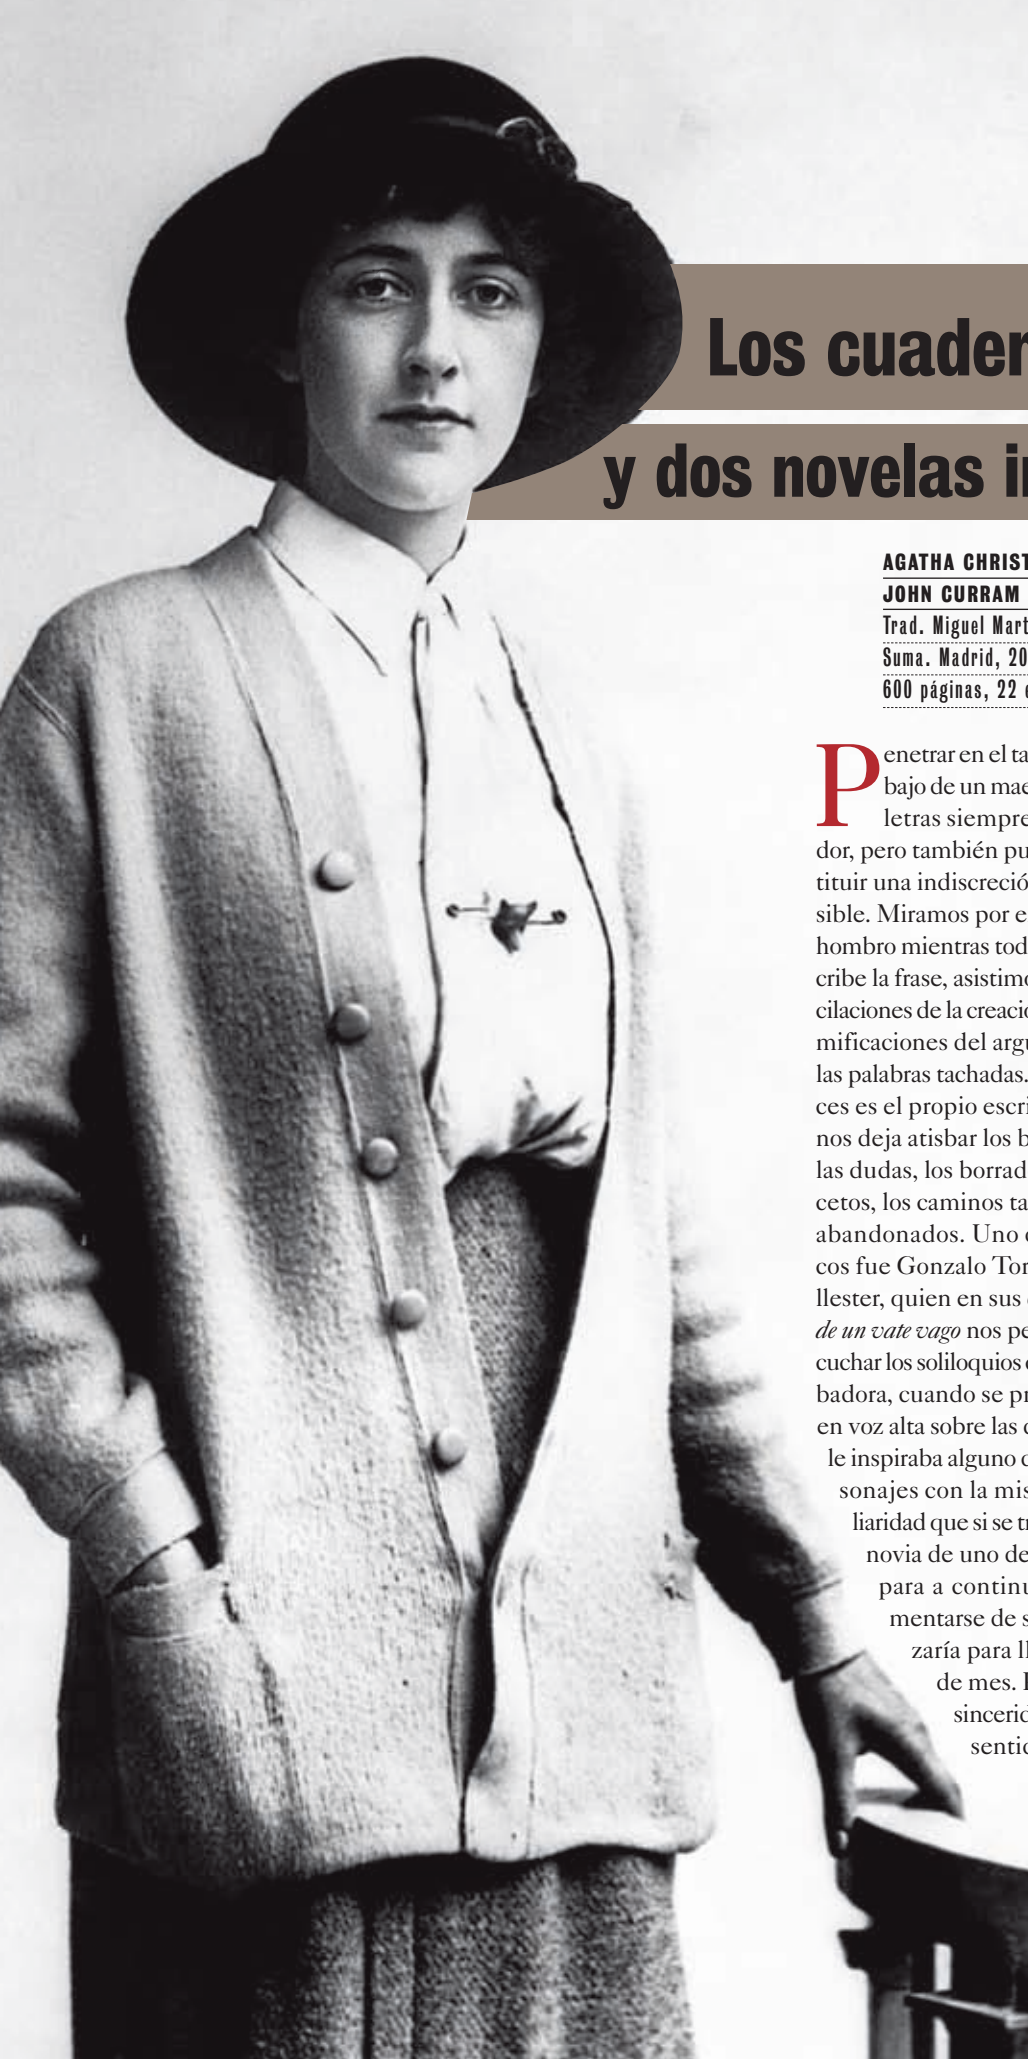 Los cuader
y dos novelas in
AGATHA CHRIST
JOHN CURRAM
Trad. Miguel Mart
Suma. Madrid, 20
600 páginas, 22 e
Penetrar en el ta
bajo de un mae
letras siempre
dor, pero también pu
tituir una indiscreció
sible. Miramos por e
hombro mientras tod
cribe la frase, asistimo
cilaciones de la creació
mificaciones del argu
las palabras tachadas.
ces es el propio escri
nos deja atisbar los b
las dudas, los borrad
cetos, los caminos ta
abandonados. Uno d
cos fue Gonzalo Tor
llester, quien en sus
de un vate vago nos pe
cuchar los soliloquios
badora, cuando se pr
en voz alta sobre las d
le inspiraba alguno d
sonajes con la mis
liaridad que si se tr
novia de uno de
para a continu
mentarse de s
zaría para ll
de mes. 
sincerid
sentid